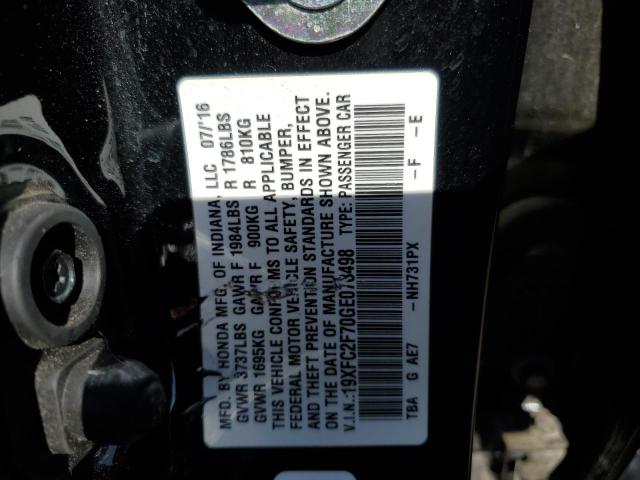 MFD. BY HONDA MFG. OF INDIANA, LLC 07/16
GVWR 3737LBS GAWR F 1984LBS R 1786LBS
GVWR 1695KG GAWR F 900KG R 810KG
THIS VEHICLE CONFORMS TO ALL APPLICABLE
FEDERAL MOTOR VEHICLE SAFETY, BUMPER,
AND THEFT PREVENTION STANDARDS IN EFFECT
ON THE DATE OF MANUFACTURE SHOWN ABOVE.
V.I.N.: TYPE: PASSENGER CAR
TBA G AE7 -NH731PX -F -E